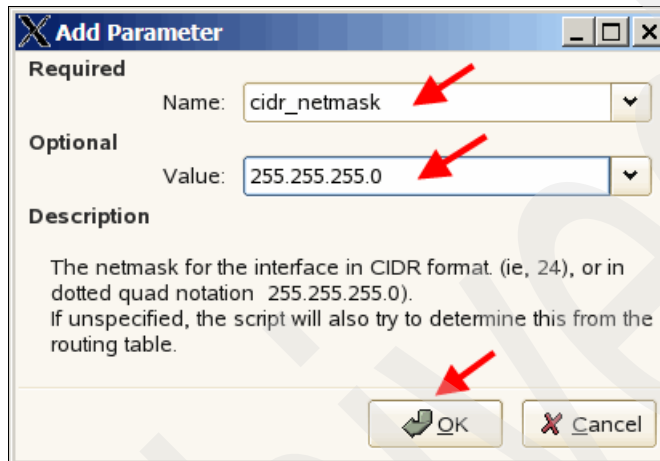 Add Parameter
Required
Name: cidr_netmask
Optional
Value: 255.255.255.0
Description
The netmask for the interface in CIDR format. (ie, 24), or in
dotted quad notation 255.255.255.0).
If unspecified, the script will also try to determine this from the
routing table.
OK Cancel